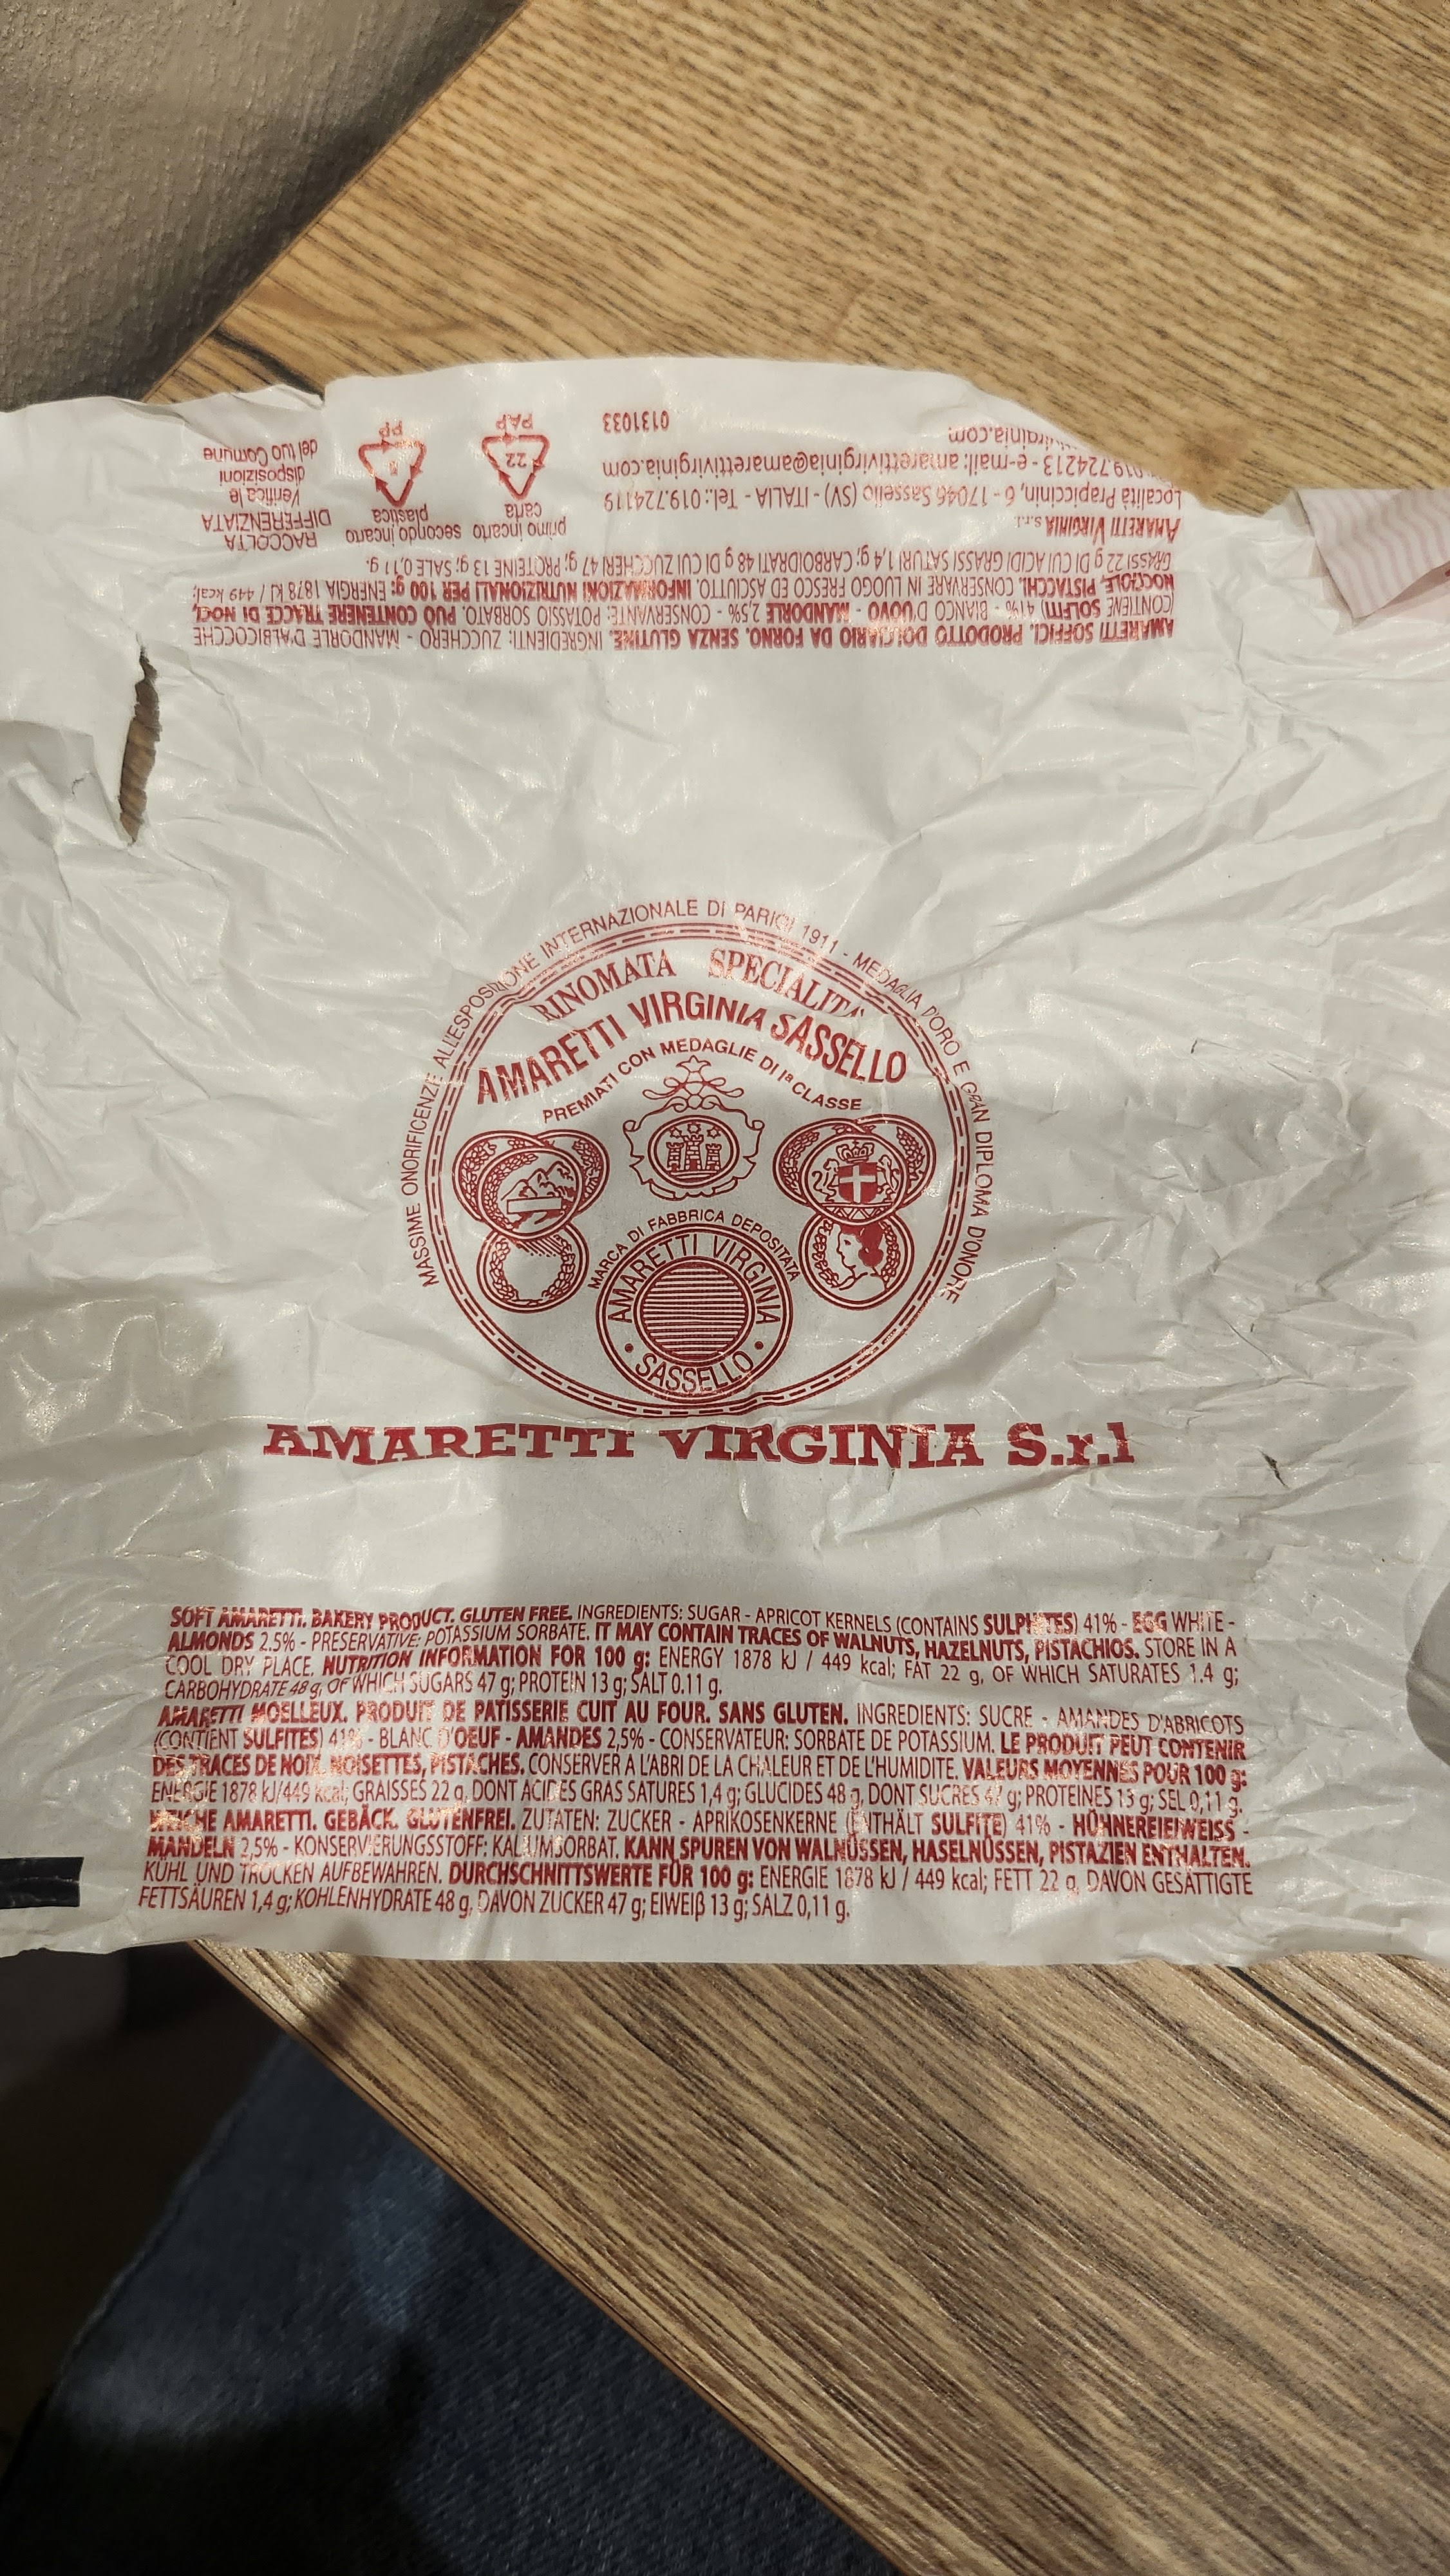 AMARETTI SOFFICI. PRODOTTO DOLCIARIO DA FORNO. SENZA GLUTINE. INGREDIENTI: ZUCCHERO - MANDORLE D'ALBICOCCHE
(CONTIENE SOLFITI) 41% - BIANCO D'UOVO - MANDORLE 2,5% - CONSERVANTE: POTASSIO SORBATO. PUÒ CONTENERE TRACCE DI NOCI,
NOCCIOLE, PISTACCHI. CONSERVARE IN LUOGO FRESCO ED ASCIUTTO. INFORMAZIONI NUTRIZIONALI PER 100 g: ENERGIA 1878 kJ / 449 kcal;
GRASSI 22 g DI CUI ACIDI GRASSI SATURI 1,4 g; CARBOIDRATI 48 g DI CUI ZUCCHERI 47 g; PROTEINE 13 g; SALE 0,11 g.
AMARETTI VIRGINIA s.r.l.
Località Prapiccinin, 6 - 17046 Sassello (SV) - ITALIA - Tel.: 019.724119
019.724213 - e-mail: amarettivirginia@amarettivirginia.com
0131033
primo incarto
carta
22
PAP
secondo incarto
plastica
PP
RACCOLTA
DIFFERENZIATA
Verifica le
disposizioni
del tuo Comune
MASSIME ONORIFICENZE ALL'ESPOSIZIONE INTERNAZIONALE DI PARIGI 1911 - MEDAGLIA D'ORO E GRAN DIPLOMA D'ONORE
RINOMATA SPECIALITÀ
AMARETTI VIRGINIA SASSELLO
PREMIATI CON MEDAGLIE DI Iª CLASSE
MARCA DI FABBRICA DEPOSITATA
AMARETTI VIRGINIA
• SASSELLO •
AMARETTI VIRGINIA S.r.l
SOFT AMARETTI. BAKERY PRODUCT. GLUTEN FREE. INGREDIENTS: SUGAR - APRICOT KERNELS (CONTAINS SULPHITES) 41% - EGG WHITE -
ALMONDS 2.5% - PRESERVATIVE: POTASSIUM SORBATE. IT MAY CONTAIN TRACES OF WALNUTS, HAZELNUTS, PISTACHIOS. STORE IN A
COOL DRY PLACE. NUTRITION INFORMATION FOR 100 g: ENERGY 1878 kJ / 449 kcal; FAT 22 g, OF WHICH SATURATES 1.4 g;
CARBOHYDRATE 48 g, OF WHICH SUGARS 47 g; PROTEIN 13 g; SALT 0.11 g.
AMARETTI MOELLEUX. PRODUIT DE PATISSERIE CUIT AU FOUR. SANS GLUTEN. INGREDIENTS: SUCRE - AMANDES D'ABRICOTS
(CONTIENT SULFITES) 41% - BLANC D'OEUF - AMANDES 2,5% - CONSERVATEUR: SORBATE DE POTASSIUM. LE PRODUIT PEUT CONTENIR
DES TRACES DE NOIX, NOISETTES, PISTACHES. CONSERVER A L'ABRI DE LA CHALEUR ET DE L'HUMIDITE. VALEURS MOYENNES POUR 100 g:
ENERGIE 1878 kJ/449 kcal; GRAISSES 22 g, DONT ACIDES GRAS SATURES 1,4 g; GLUCIDES 48 g, DONT SUCRES 47 g; PROTEINES 13 g; SEL 0,11 g.
WEICHE AMARETTI. GEBÄCK. GLUTENFREI. ZUTATEN: ZUCKER - APRIKOSENKERNE (ENTHÄLT SULFITE) 41% - HÜHNEREIEIWEISS -
MANDELN 2,5% - KONSERVIERUNGSSTOFF: KALIUMSORBAT. KANN SPUREN VON WALNÜSSEN, HASELNÜSSEN, PISTAZIEN ENTHALTEN.
KÜHL UND TROCKEN AUFBEWAHREN. DURCHSCHNITTSWERTE FÜR 100 g: ENERGIE 1878 kJ / 449 kcal; FETT 22 g, DAVON GESÄTTIGTE
FETTSÄUREN 1,4 g; KOHLENHYDRATE 48 g, DAVON ZUCKER 47 g; EIWEIß 13 g; SALZ 0,11 g.